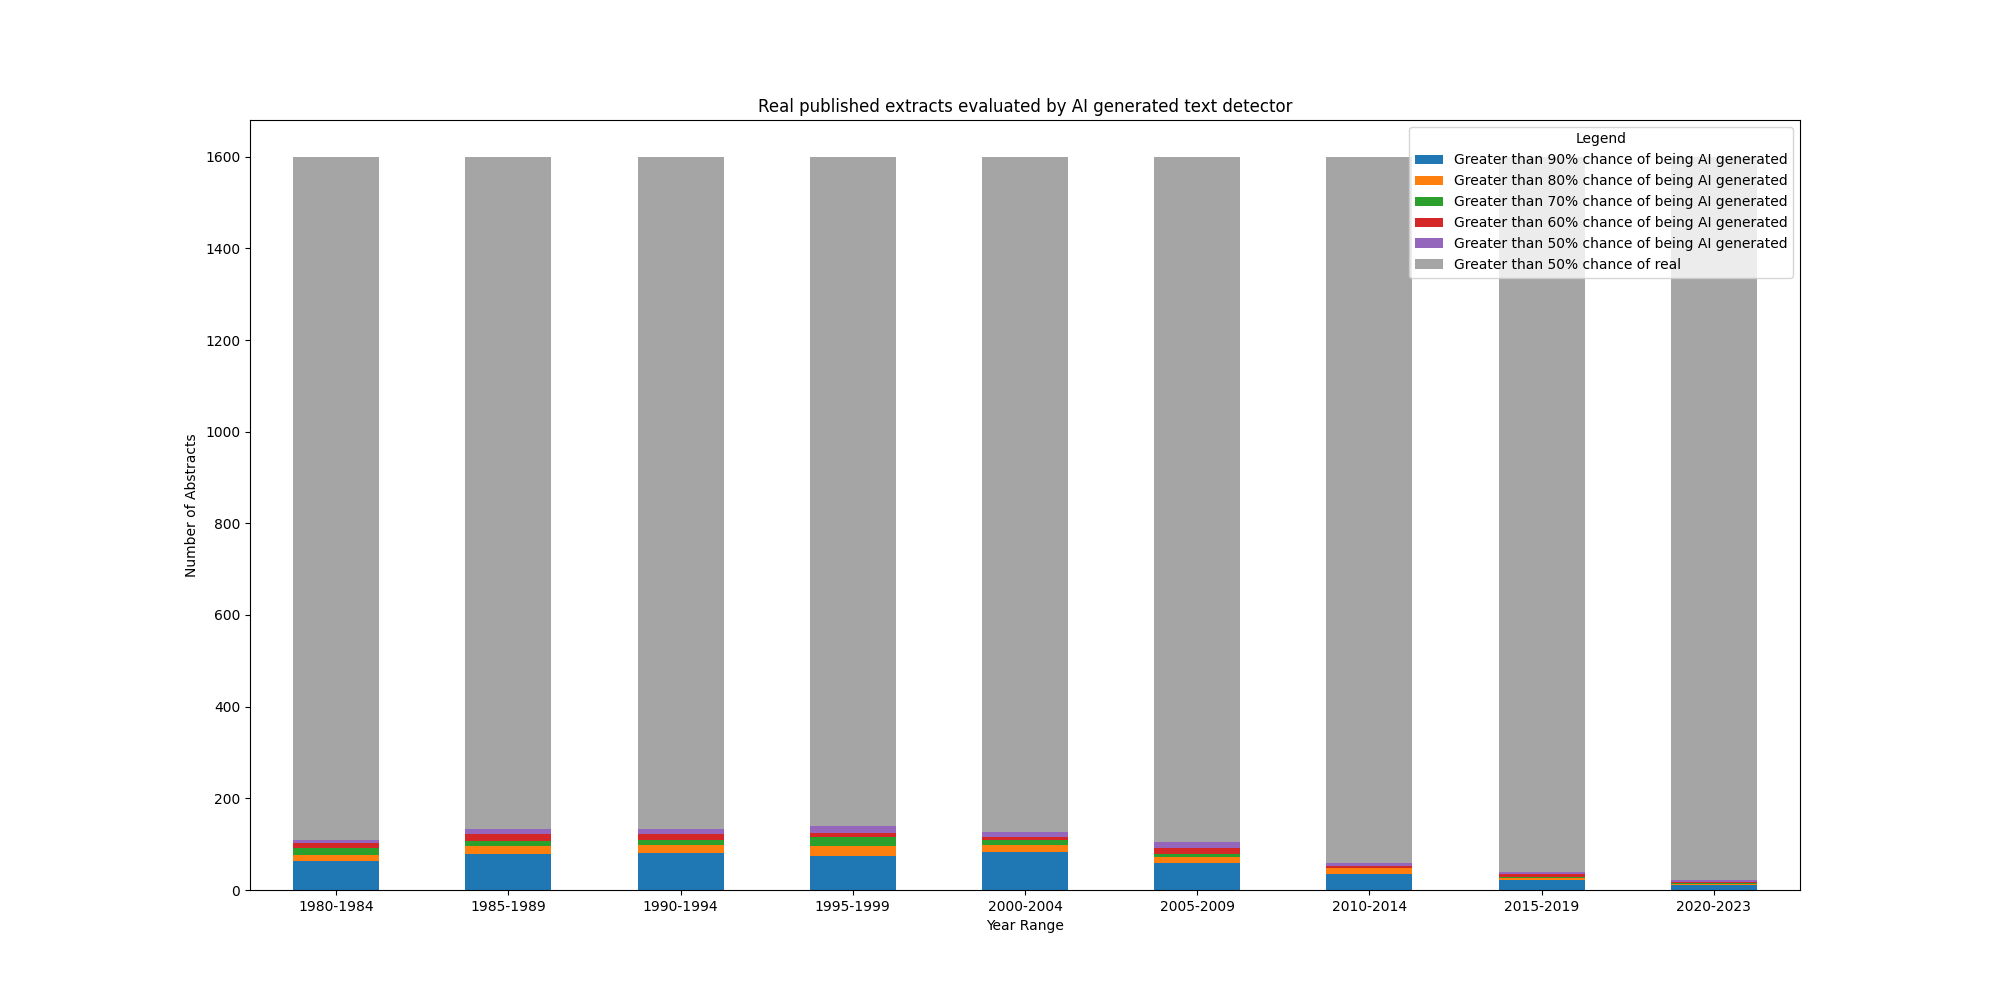 Real published extracts evaluated by AI generated text detector
Legend
Greater than 90% chance of being AI generated
Greater than 80% chance of being AI generated
Greater than 70% chance of being AI generated
Greater than 60% chance of being AI generated
Greater than 50% chance of being AI generated
Greater than 50% chance of real
Number of Abstracts
1600
1400
1200
1000
800
600
400
200
0
1980-1984 1985-1989 1990-1994 1995-1999 2000-2004 2005-2009 2010-2014 2015-2019 2020-2023
Year Range